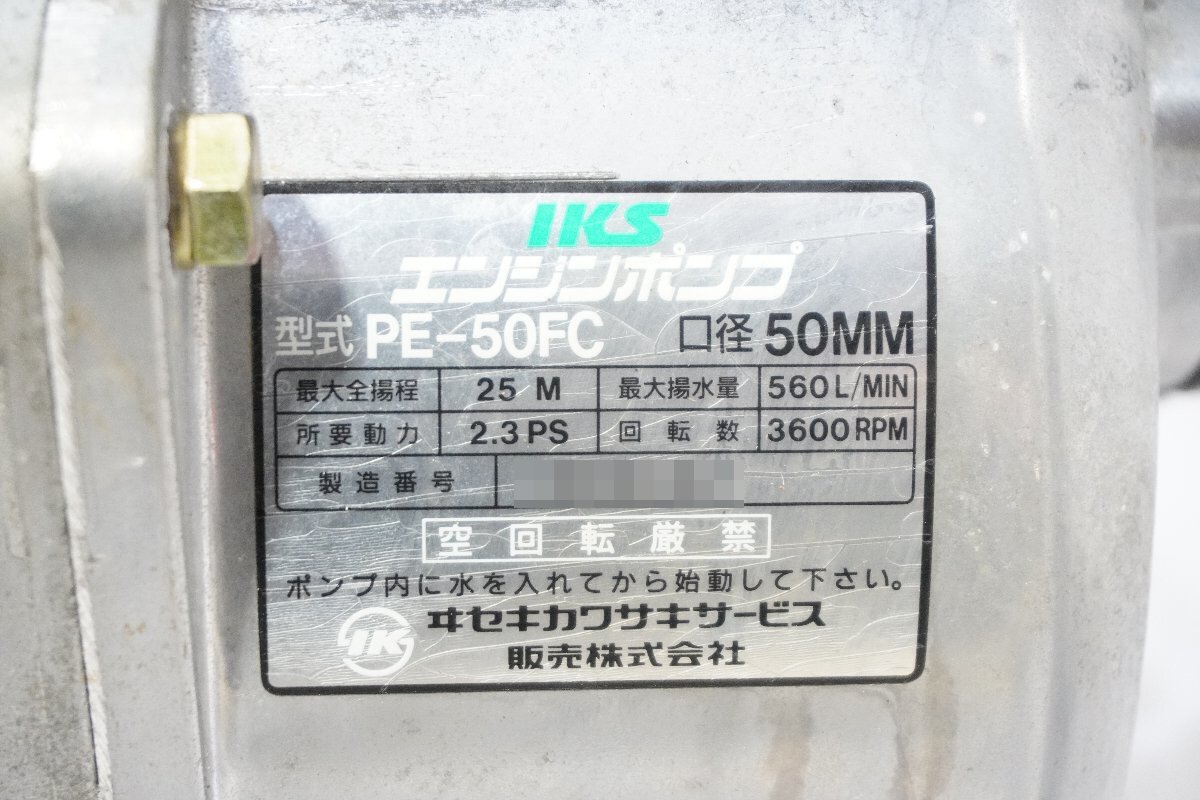 IKS
エンジンポンプ
型式 PE-50FC 口径 50MM
最大全揚程 25 M 最大揚水量 560L/MIN
所要動力 2.3PS 回転数 3600RPM
製造番号
空回転厳禁
ポンプ内に水を入れてから始動して下さい。
IK ヰセキカワサキサービス
販売株式会社